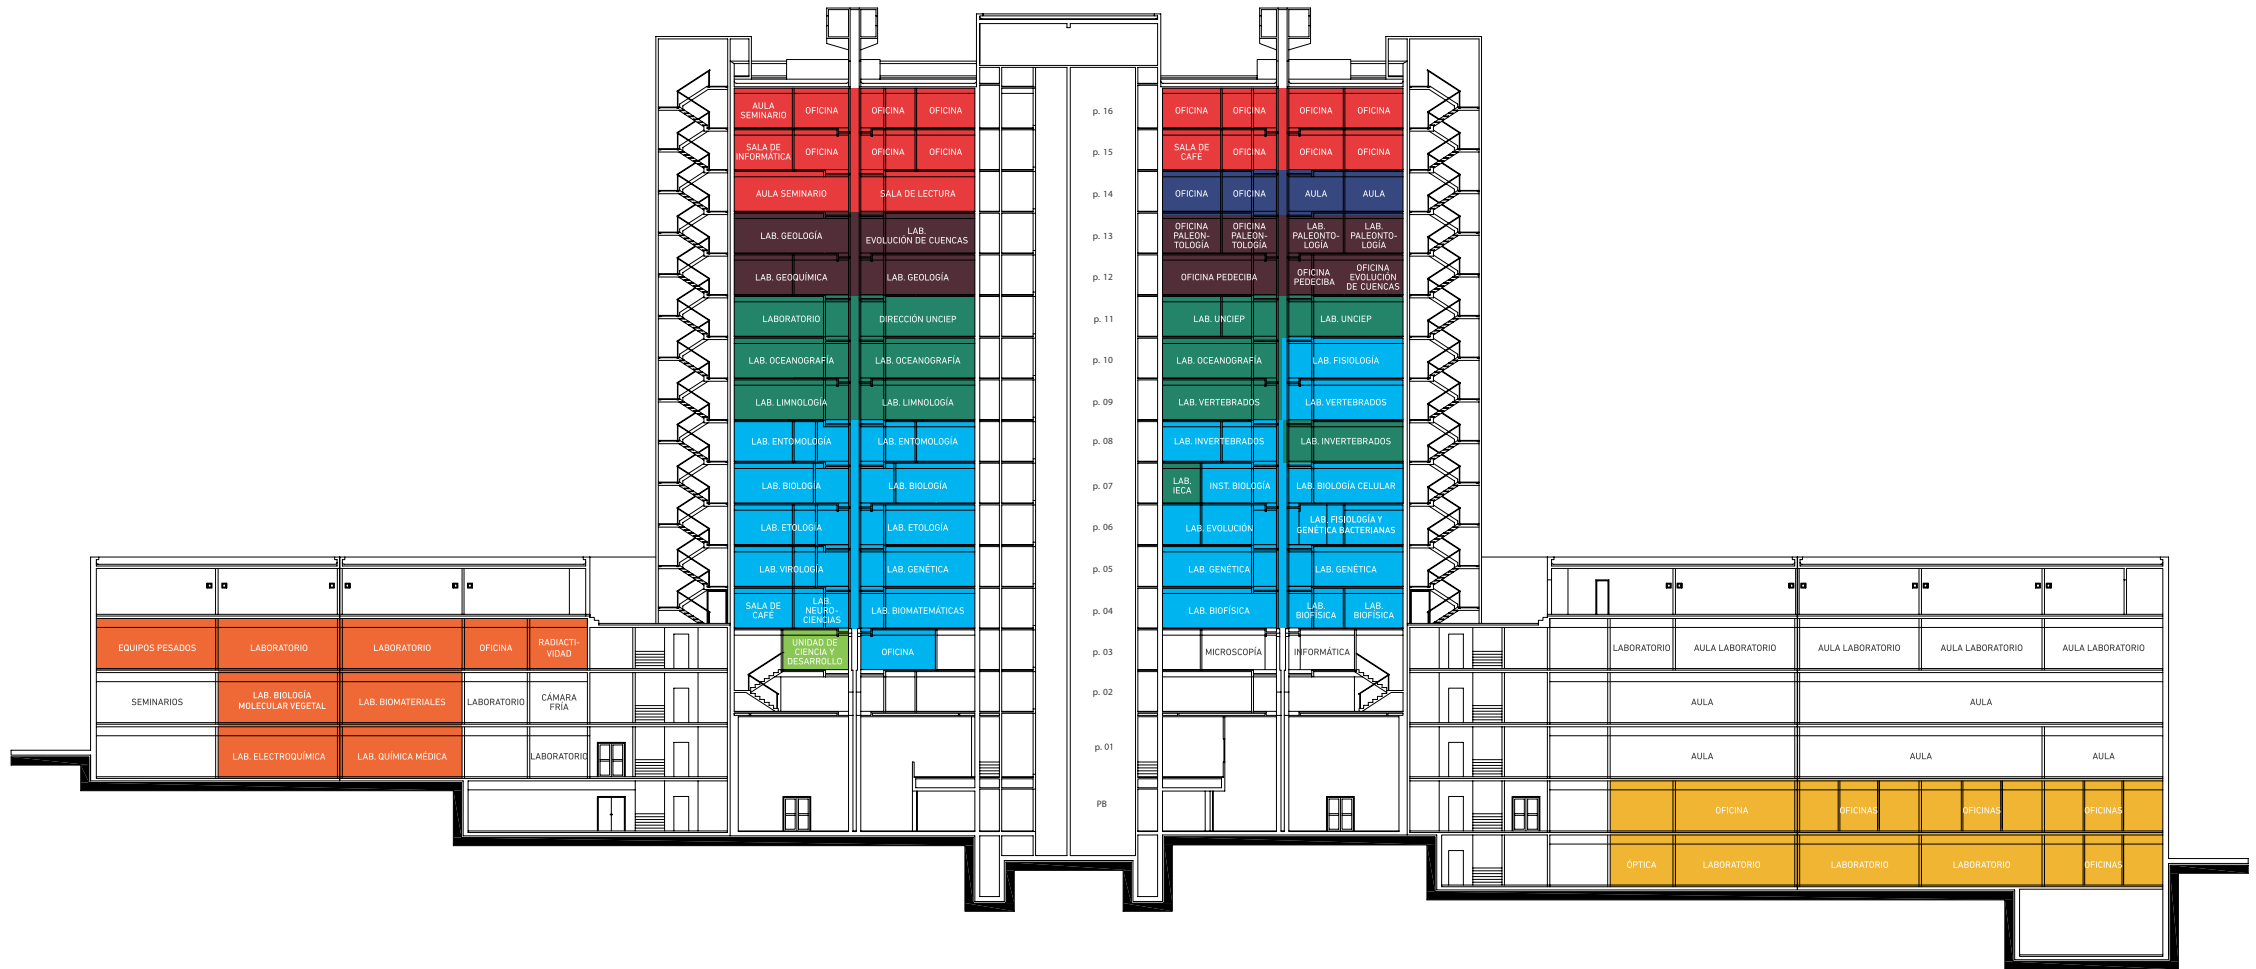 AULA
SEMINARIO
OFICINA
OFICINA
OFICINA
p. 16
OFICINA
OFICINA
OFICINA
OFICINA
SALA DE
INFORMÁTICA
OFICINA
OFICINA
OFICINA
p. 15
SALA DE
CAFÉ
OFICINA
OFICINA
OFICINA
AULA SEMINARIO
SALA DE LECTURA
p. 14
OFICINA
OFICINA
AULA
AULA
LAB. GEOLOGÍA
LAB.
EVOLUCIÓN DE CUENCAS
p. 13
OFICINA
PALEON-
TOLOGÍA
OFICINA
PALEON-
TOLOGÍA
LAB.
PALEONTO-
LOGÍA
LAB.
PALEONTO-
LOGÍA
LAB. GEOQUÍMICA
LAB. GEOLOGÍA
p. 12
OFICINA PEDECIBA
OFICINA
PEDECIBA
OFICINA
EVOLUCIÓN
DE CUENCAS
LABORATORIO
DIRECCIÓN UNCIEP
p. 11
LAB. UNCIEP
LAB. UNCIEP
LAB. OCEANOGRAFÍA
LAB. OCEANOGRAFÍA
p. 10
LAB. OCEANOGRAFÍA
LAB. FISIOLOGÍA
LAB. LIMNOLOGÍA
LAB. LIMNOLOGÍA
p. 09
LAB. VERTEBRADOS
LAB. VERTEBRADOS
LAB. ENTOMOLOGÍA
LAB. ENTOMOLOGÍA
p. 08
LAB. INVERTEBRADOS
LAB. INVERTEBRADOS
LAB. BIOLOGÍA
LAB. BIOLOGÍA
p. 07
LAB.
IECA
INST. BIOLOGÍA
LAB. BIOLOGÍA CELULAR
LAB. ETOLOGÍA
LAB. ETOLOGÍA
p. 06
LAB. EVOLUCIÓN
LAB. FISIOLOGÍA Y
GENÉTICA BACTERIANAS
LAB. VIROLOGÍA
LAB. GENÉTICA
p. 05
LAB. GENÉTICA
LAB. GENÉTICA
SALA DE
CAFÉ
LAB.
NEURO-
CIENCIAS
LAB. BIOMATEMÁTICAS
p. 04
LAB. BIOFÍSICA
LAB.
BIOFÍSICA
LAB.
BIOFÍSICA
EQUIPOS PESADOS
LABORATORIO
LABORATORIO
OFICINA
RADIACTI-
VIDAD
UNIDAD DE
CIENCIA Y
DESARROLLO
OFICINA
p. 03
MICROSCOPÍA
INFORMÁTICA
LABORATORIO
AULA LABORATORIO
AULA LABORATORIO
AULA LABORATORIO
AULA LABORATORIO
SEMINARIOS
LAB. BIOLOGÍA
MOLECULAR VEGETAL
LAB. BIOMATERIALES
LABORATORIO
CÁMARA
FRÍA
p. 02
AULA
AULA
LAB. ELECTROQUÍMICA
LAB. QUÍMICA MÉDICA
LABORATORIO
p. 01
AULA
AULA
AULA
PB
OFICINA
OFICINAS
OFICINAS
OFICINAS
ÓPTICA
LABORATORIO
LABORATORIO
LABORATORIO
OFICINAS